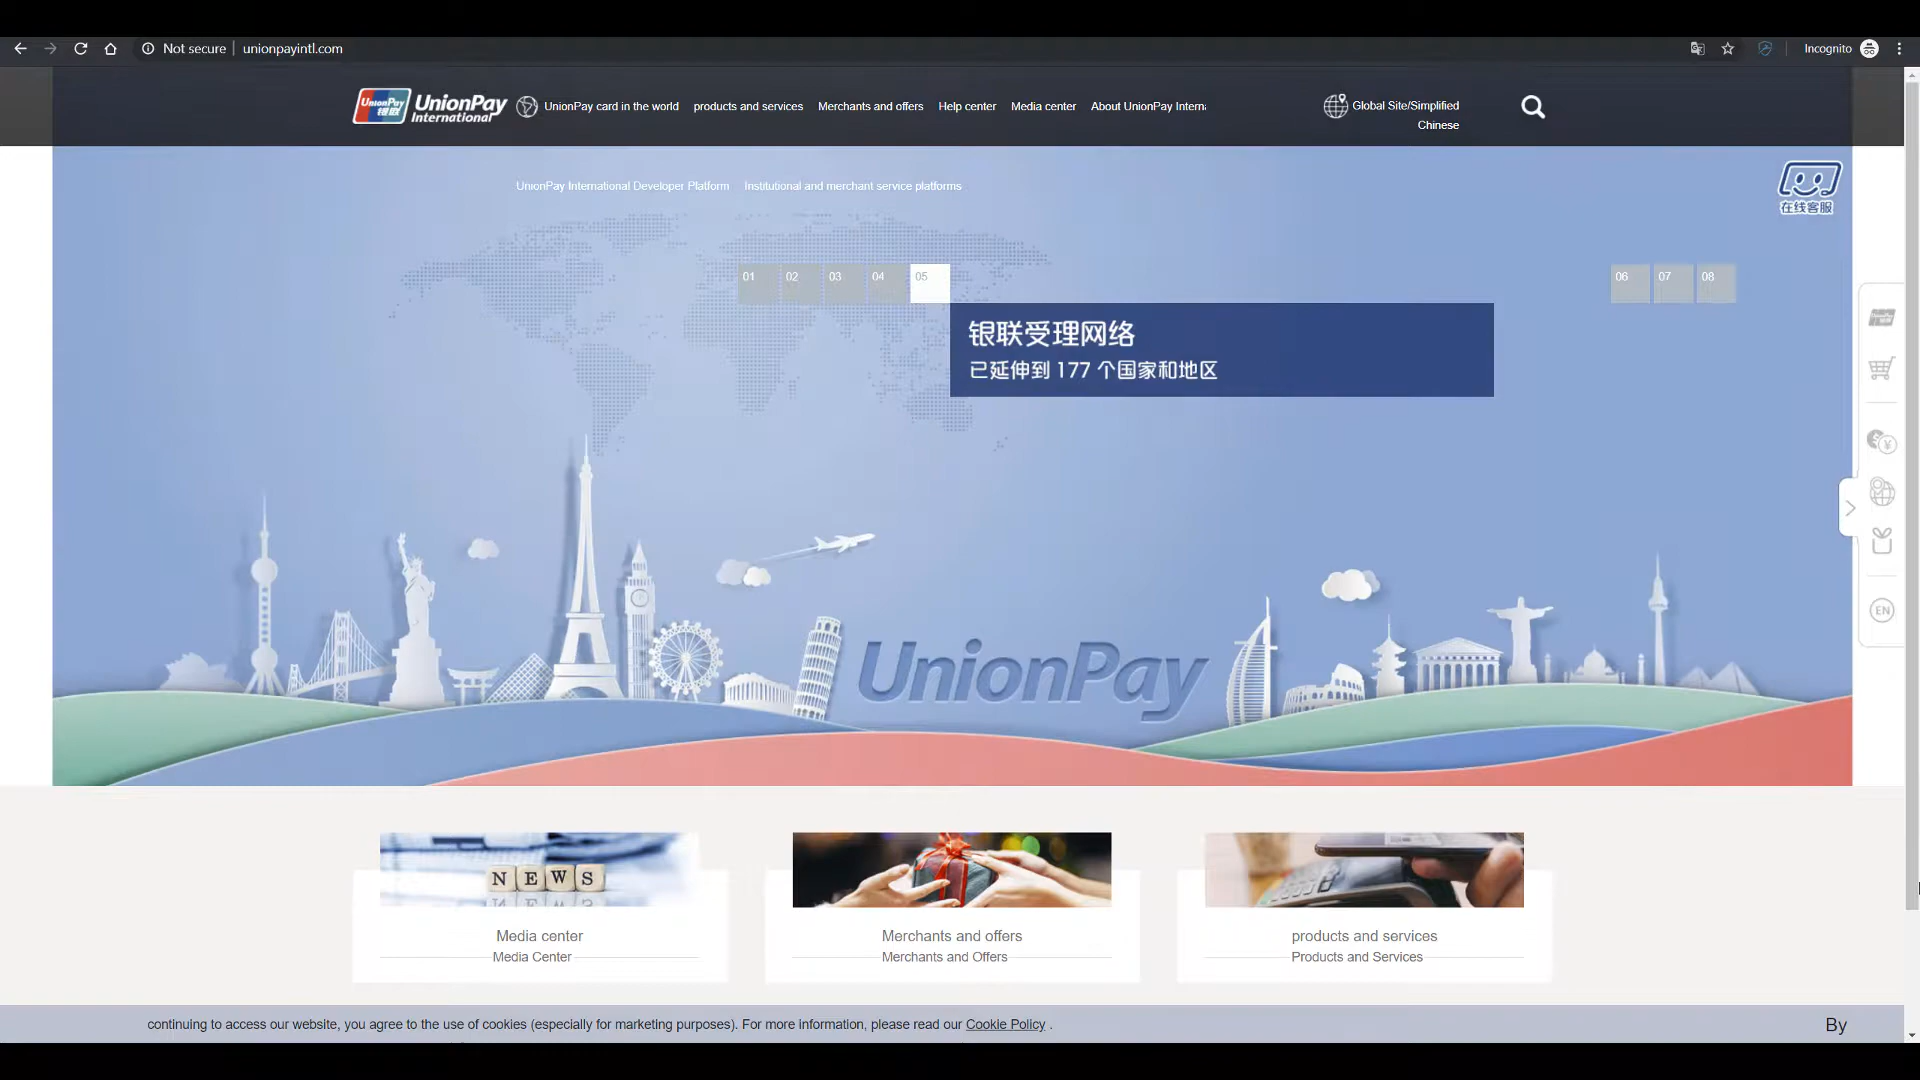 Not secure
unionpayintl.com
Incognito
UnionPay
银联
UnionPay
International
UnionPay card in the world
products and services
Merchants and offers
Help center
Media center
About UnionPay Interna
Global Site/Simplified
Chinese
UnionPay International Developer Platform
Institutional and merchant service platforms
在线客服
01
02
03
04
05
06
07
08
银联受理网络
已延伸到 177 个国家和地区
EN
UnionPay
NEWS
Media center
Media Center
Merchants and offers
Merchants and Offers
products and services
Products and Services
continuing to access our website, you agree to the use of cookies (especially for marketing purposes). For more information, please read our Cookie Policy .
By